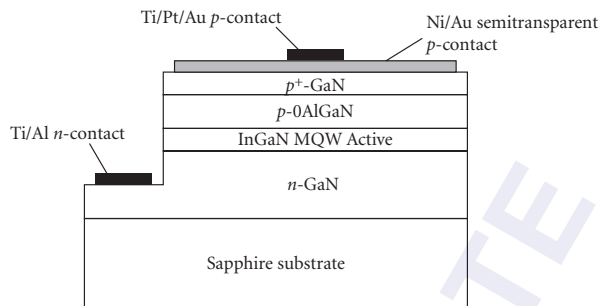 Ti/Pt/Au p-contact
Ni/Au semitransparent
p-contact
p+-GaN
p-0AlGaN
Ti/Al n-contact
InGaN MQW Active
n-GaN
Sapphire substrate
TE